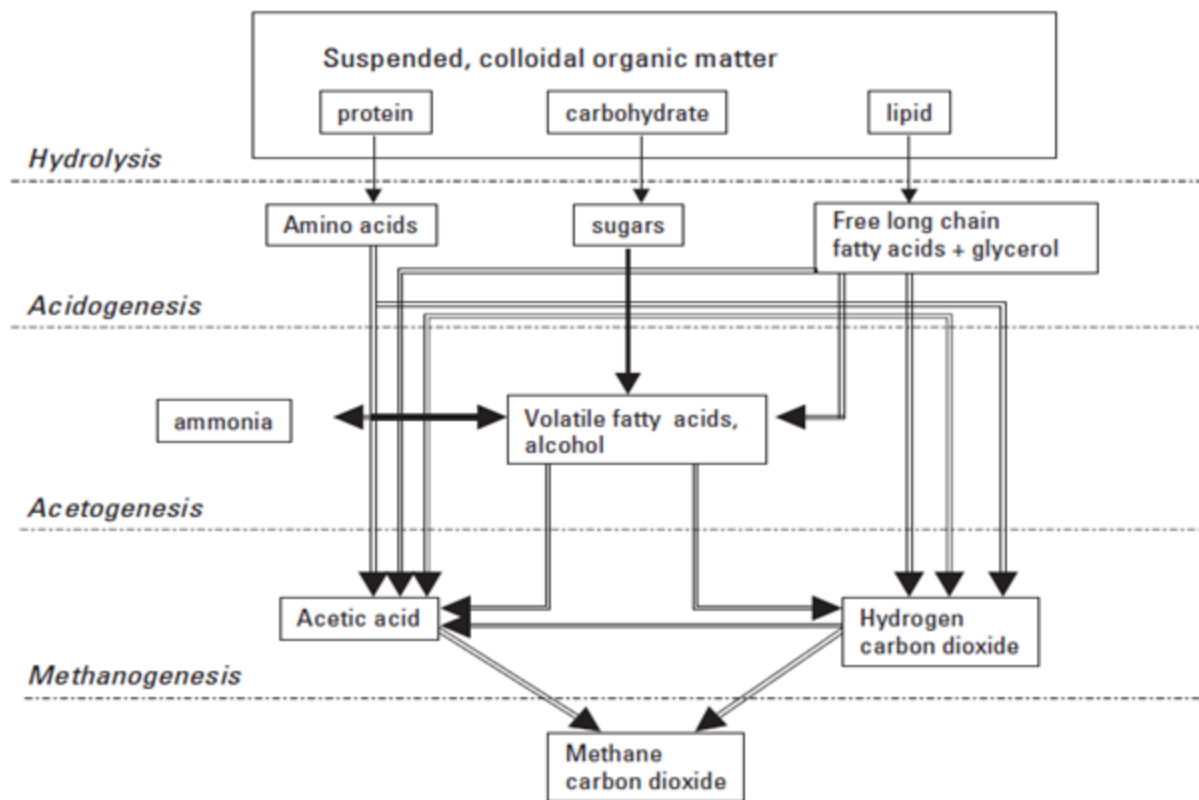 Suspended, colloidal organic matter
protein
carbohydrate
lipid
Hydrolysis
Amino acids
sugars
Free long chain
fatty acids + glycerol
Acidogenesis
ammonia
Volatile fatty acids,
alcohol
Acetogenesis
Acetic acid
Hydrogen
carbon dioxide
Methanogenesis
Methane
carbon dioxide